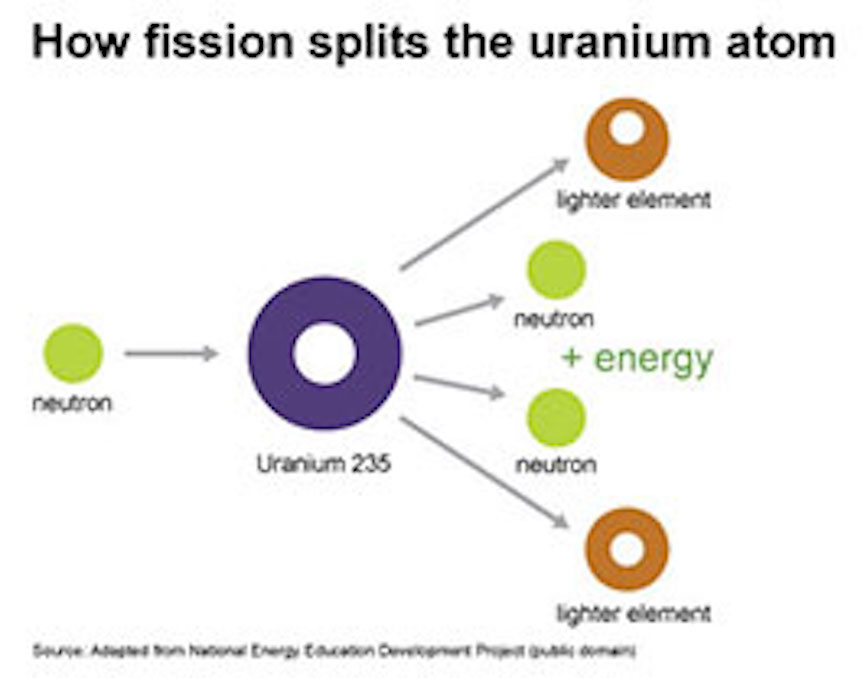 How fission splits the uranium atom
lighter element
neutron
+ energy
neutron
Uranium 235
neutron
lighter element
Source: Adapted from National Energy Education Development Project (public domain)